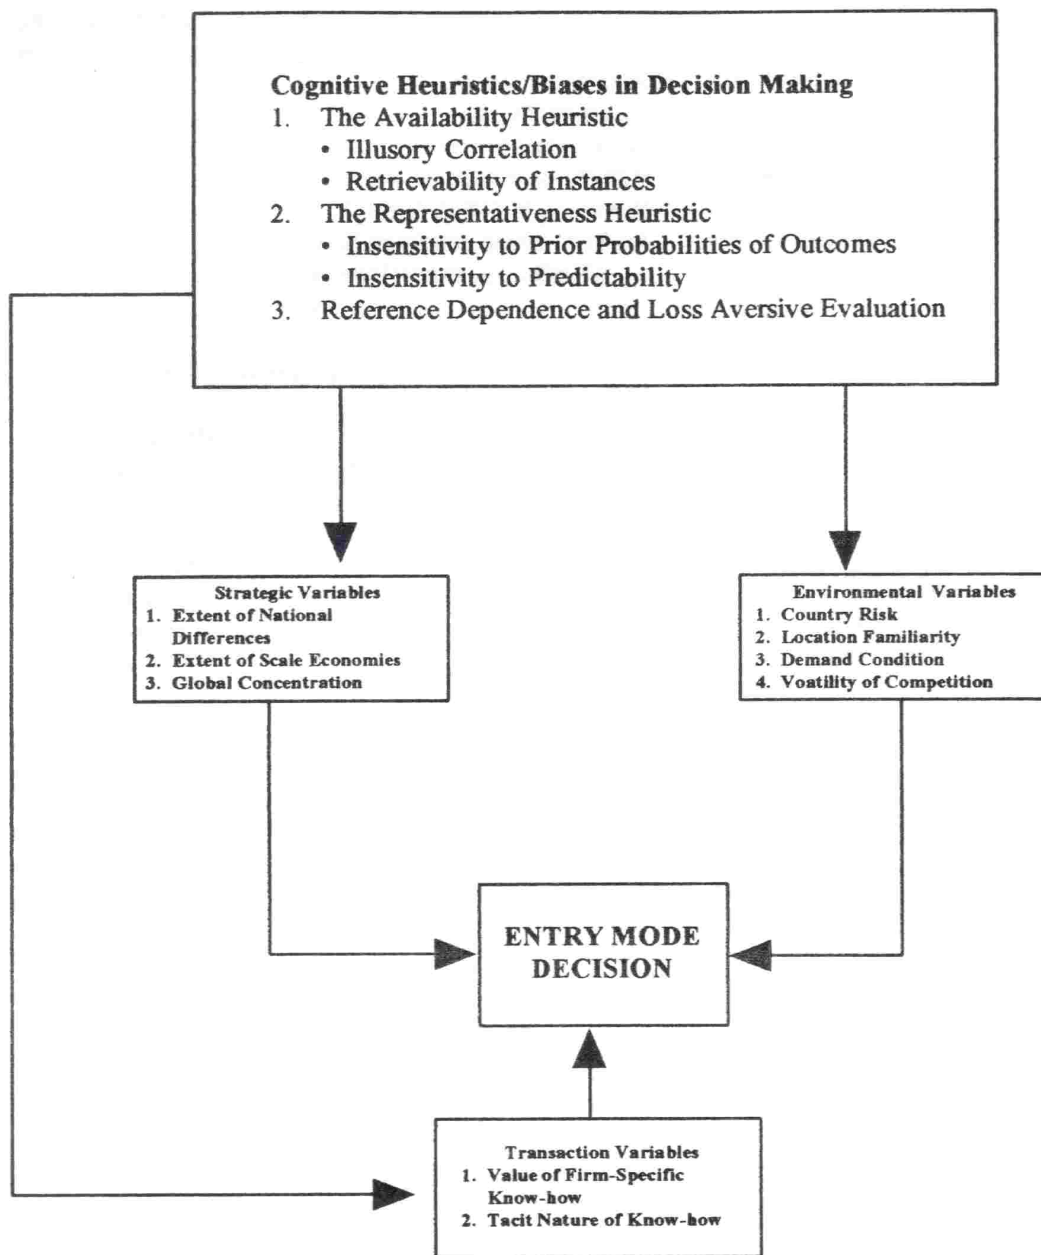 Cognitive Heuristics/Biases in Decision Making
1. The Availability Heuristic
• Illusory Correlation
• Retrievability of Instances
2. The Representativeness Heuristic
• Insensitivity to Prior Probabilities of Outcomes
• Insensitivity to Predictability
3. Reference Dependence and Loss Aversive Evaluation
Strategic Variables
1. Extent of National
Differences
2. Extent of Scale Economies
3. Global Concentration
Environmental Variables
1. Country Risk
2. Location Familiarity
3. Demand Condition
4. Voatility of Competition
ENTRY MODE
DECISION
Transaction Variables
1. Value of Firm-Specific
Know-how
2. Tacit Nature of Know-how